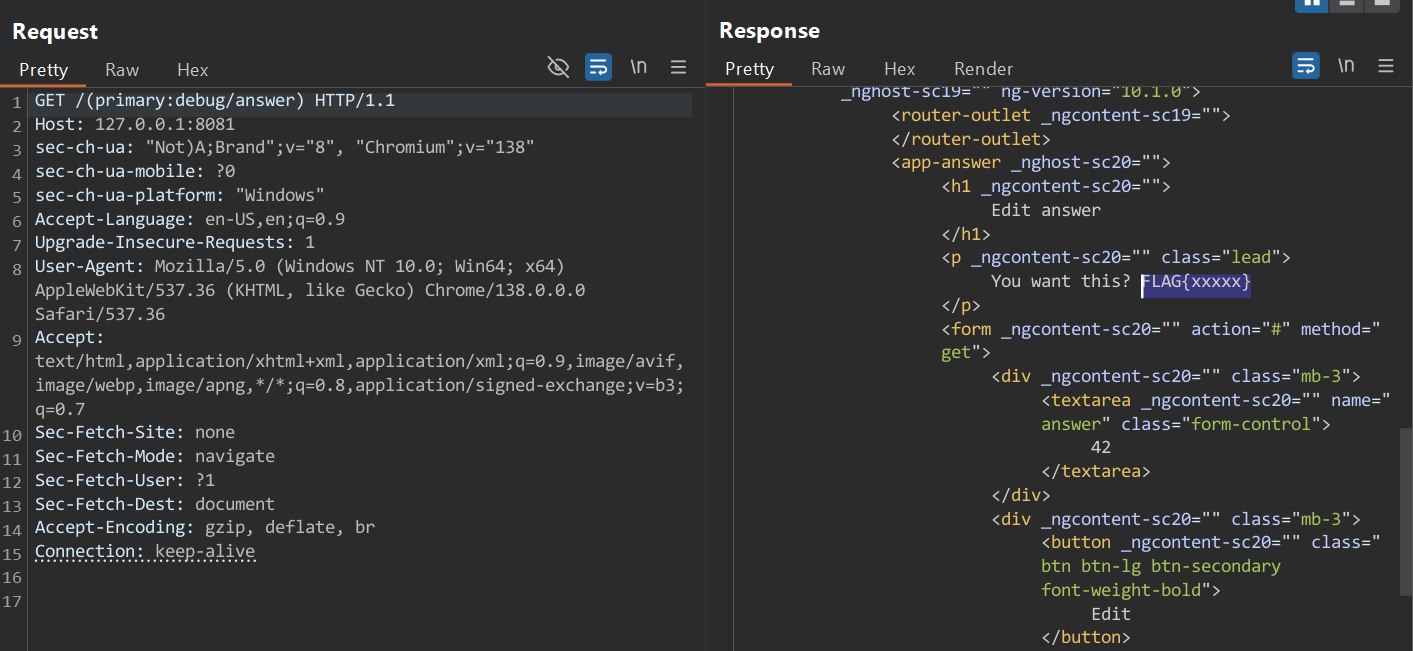 Request
Pretty Raw Hex \n
1 GET /(primary:debug/answer) HTTP/1.1
2 Host: 127.0.0.1:8081
3 sec-ch-ua: "Not)A;Brand";v="8", "Chromium";v="138"
4 sec-ch-ua-mobile: ?0
5 sec-ch-ua-platform: "Windows"
6 Accept-Language: en-US,en;q=0.9
7 Upgrade-Insecure-Requests: 1
8 User-Agent: Mozilla/5.0 (Windows NT 10.0; Win64; x64)
AppleWebKit/537.36 (KHTML, like Gecko) Chrome/138.0.0.0
Safari/537.36
9 Accept:
text/html,application/xhtml+xml,application/xml;q=0.9,image/avif,
image/webp,image/apng,*/*;q=0.8,application/signed-exchange;v=b3;
q=0.7
10 Sec-Fetch-Site: none
11 Sec-Fetch-Mode: navigate
12 Sec-Fetch-User: ?1
13 Sec-Fetch-Dest: document
14 Accept-Encoding: gzip, deflate, br
15 Connection: keep-alive
16
17
Response
Pretty Raw Hex Render \n
_nghost-sc19="" ng-version="10.1.0">
<router-outlet _ngcontent-sc19="">
</router-outlet>
<app-answer _nghost-sc20="">
<h1 _ngcontent-sc20="">
Edit answer
</h1>
<p _ngcontent-sc20="" class="lead">
You want this? FLAG{xxxxx}
</p>
<form _ngcontent-sc20="" action="#" method="
get">
<div _ngcontent-sc20="" class="mb-3">
<textarea _ngcontent-sc20="" name="
answer" class="form-control">
42
</textarea>
</div>
<div _ngcontent-sc20="" class="mb-3">
<button _ngcontent-sc20="" class="
btn btn-lg btn-secondary
font-weight-bold">
Edit
</button>